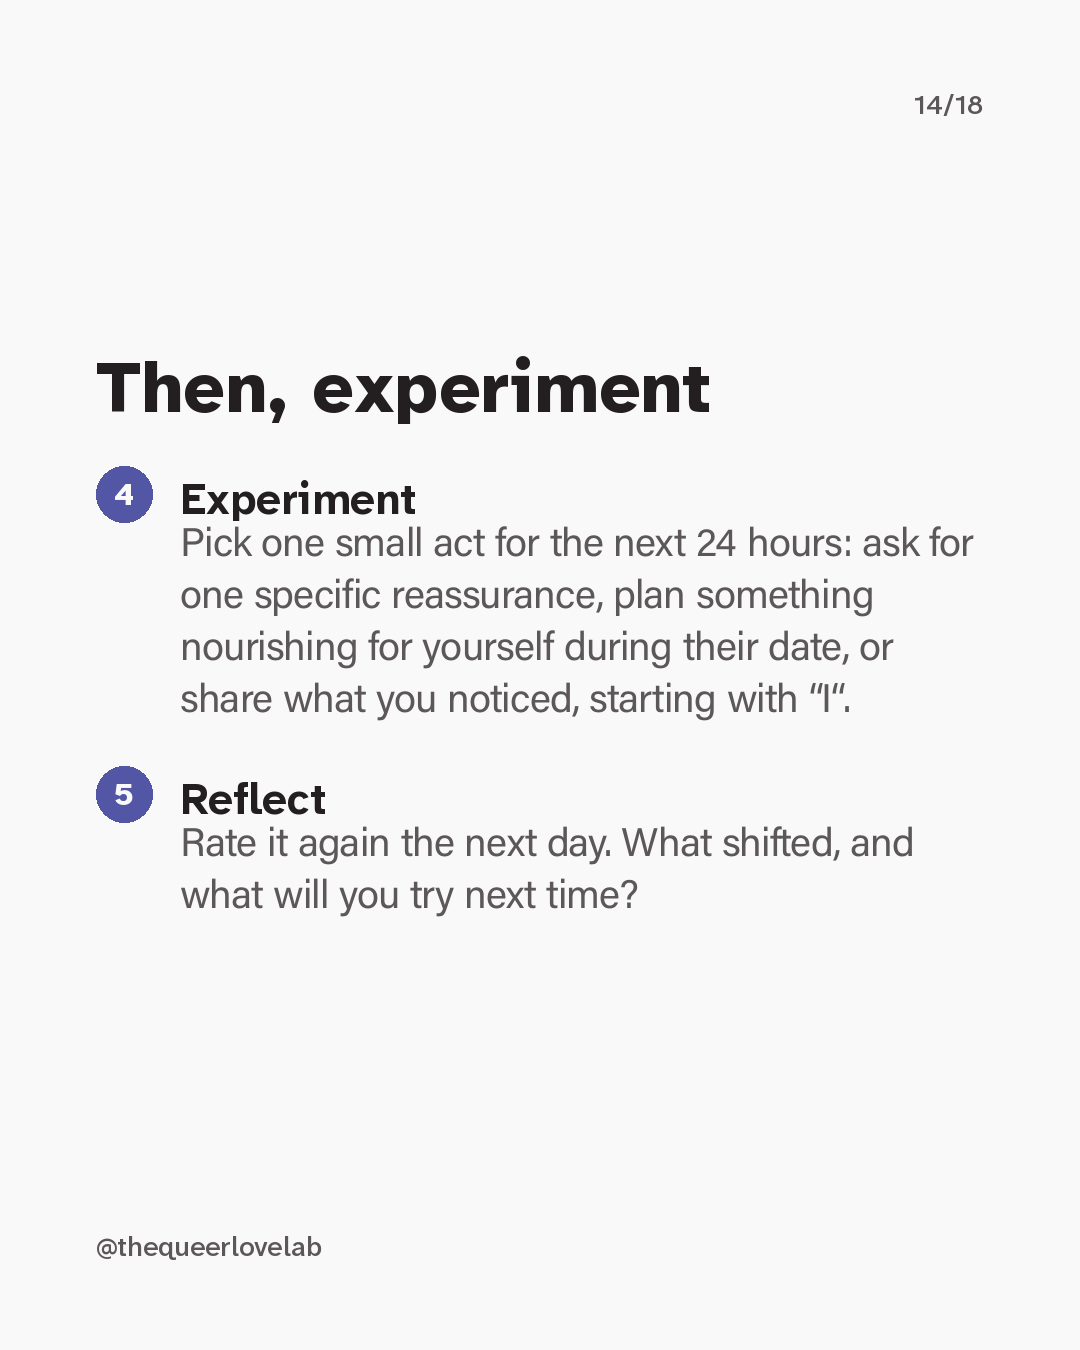 14/18
Then, experiment
4
Experiment
Pick one small act for the next 24 hours: ask for
one specific reassurance, plan something
nourishing for yourself during their date, or
share what you noticed, starting with “I“.
5
Reflect
Rate it again the next day. What shifted, and
what will you try next time?
@thequeerlovelab